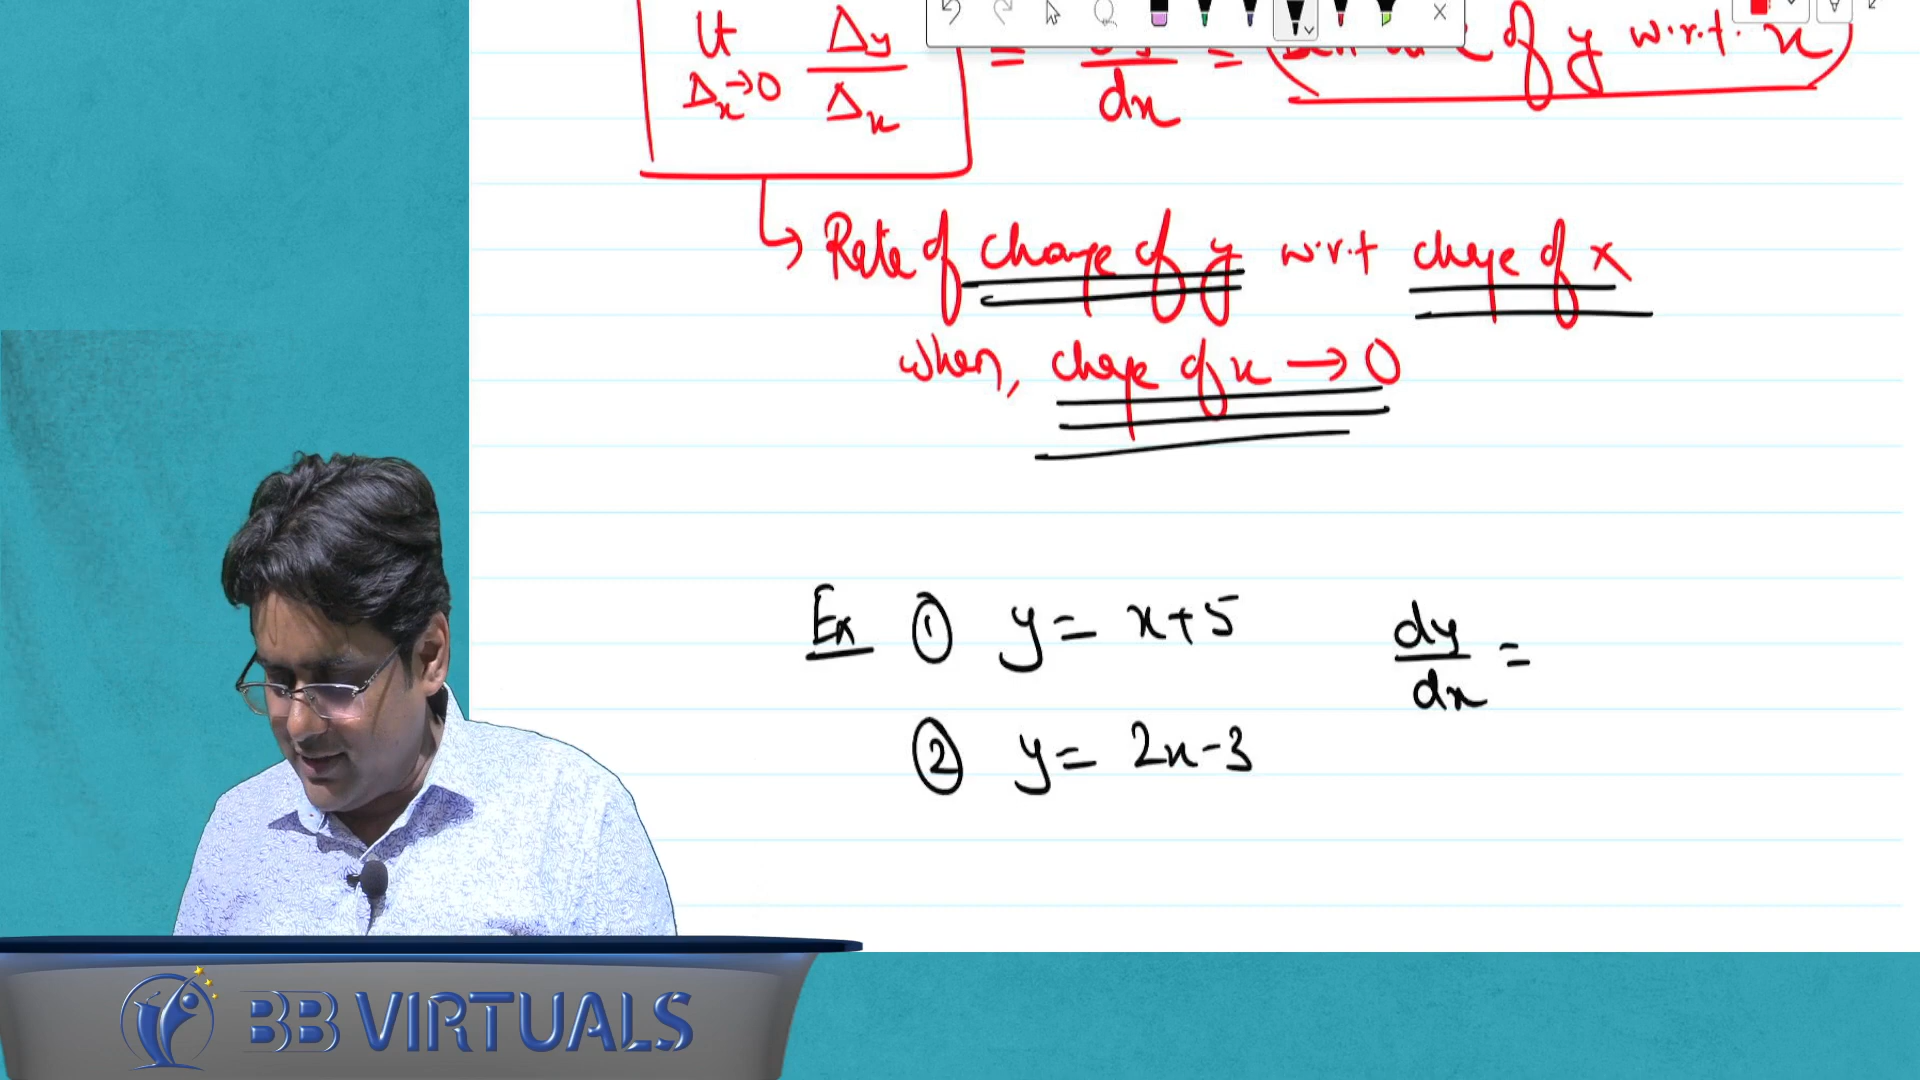 lt Δy
Δx→0 Δx = dx = of y w.r.t. x
→ Rate of change of y w.r.t change of x
when, change of x → 0
Ex ① y = x+5 dy/dx =
② y = 2x-3
BB VIRTUALS